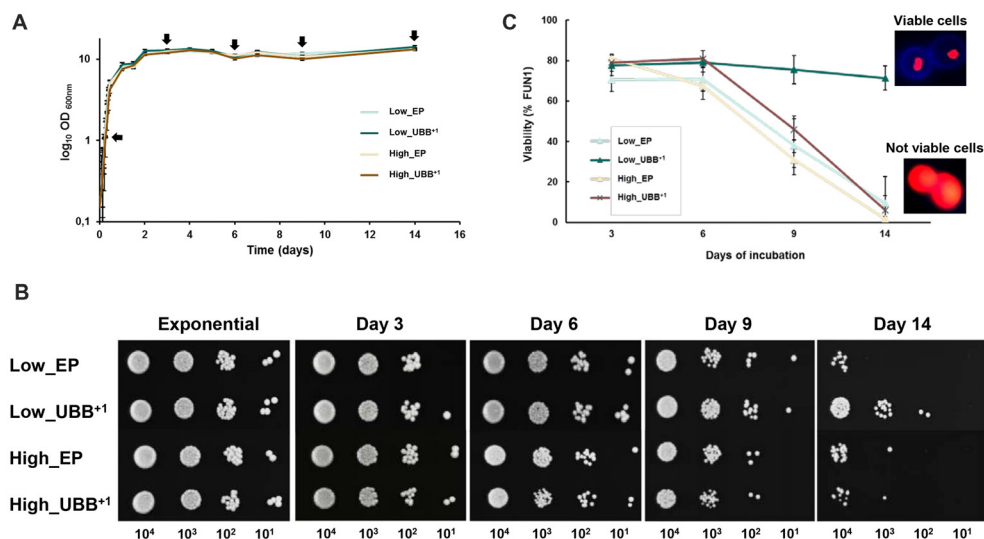 A
log₁₀ OD 600nm
10
1
0,1
0 2 4 6 8 10 12 14 16
Time (days)
Low_EP
Low_UBB⁺¹
High_EP
High_UBB⁺¹
C
Viability (% FUN1)
100
80
60
40
20
0
3 6 9 14
Days of incubation
Low_EP
Low_UBB⁺¹
High_EP
High_UBB⁺¹
Viable cells
Not viable cells
B
Exponential Day 3 Day 6 Day 9 Day 14
Low_EP
Low_UBB⁺¹
High_EP
High_UBB⁺¹
10⁴ 10³ 10² 10¹ 10⁴ 10³ 10² 10¹ 10⁴ 10³ 10² 10¹ 10⁴ 10³ 10² 10¹ 10⁴ 10³ 10² 10¹